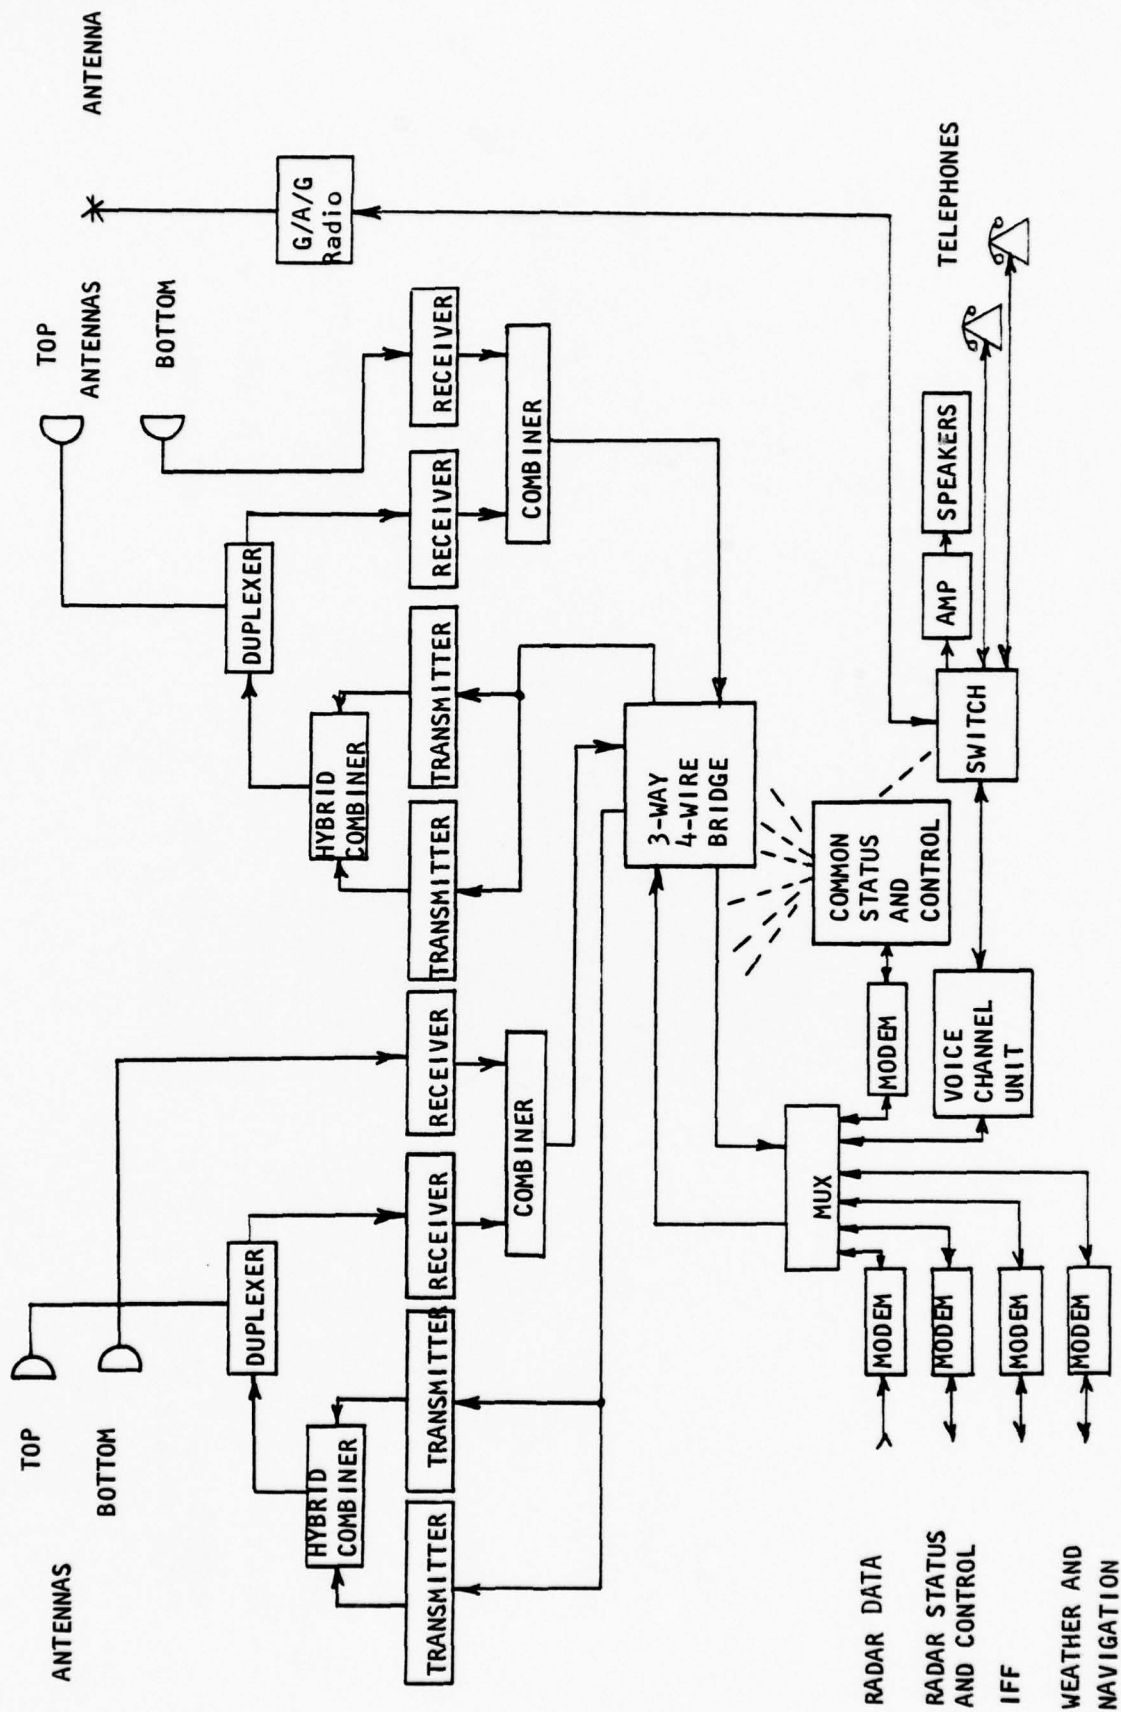 TOP
ANTENNAS
BOTTOM
TOP
ANTENNAS
BOTTOM
ANTENNA
DUPLEXER
DUPLEXER
G/A/G
Radio
HYBRID
COMBINER
HYBRID
COMBINER
TRANSMITTER
TRANSMITTER
RECEIVER
RECEIVER
TRANSMITTER
TRANSMITTER
RECEIVER
RECEIVER
COMBINER
COMBINER
3-WAY
4-WIRE
BRIDGE
MUX
COMMON
STATUS
AND
CONTROL
MODEM
VOICE
CHANNEL
UNIT
SWITCH
AMP
SPEAKERS
TELEPHONES
RADAR DATA
MODEM
RADAR STATUS
AND CONTROL
MODEM
IFF
MODEM
WEATHER AND
NAVIGATION
MODEM